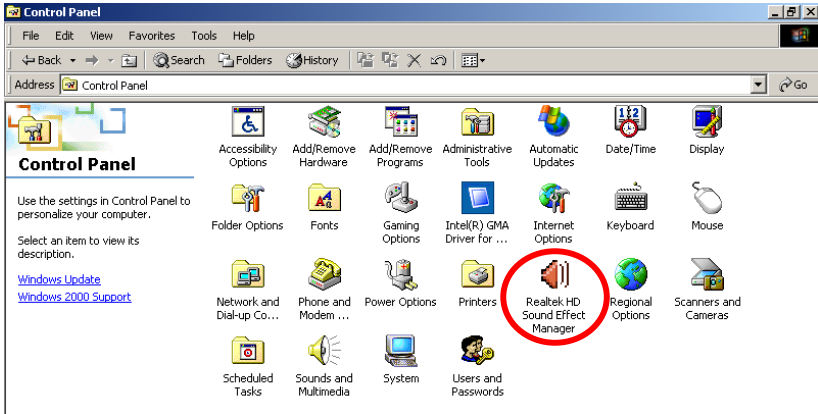 Control Panel
File Edit View Favorites Tools Help
Back Search Folders History
Address Control Panel Go
Control Panel
Use the settings in Control Panel to
personalize your computer.
Select an item to view its
description.
Windows Update
Windows 2000 Support
Accessibility
Options
Add/Remove
Hardware
Add/Remove
Programs
Administrative
Tools
Automatic
Updates
Date/Time
Display
Folder Options
Fonts
Gaming
Options
Intel(R) GMA
Driver for ...
Internet
Options
Keyboard
Mouse
Network and
Dial-up Co...
Phone and
Modem ...
Power Options
Printers
Realtek HD
Sound Effect
Manager
Regional
Options
Scanners and
Cameras
Scheduled
Tasks
Sounds and
Multimedia
System
Users and
Passwords